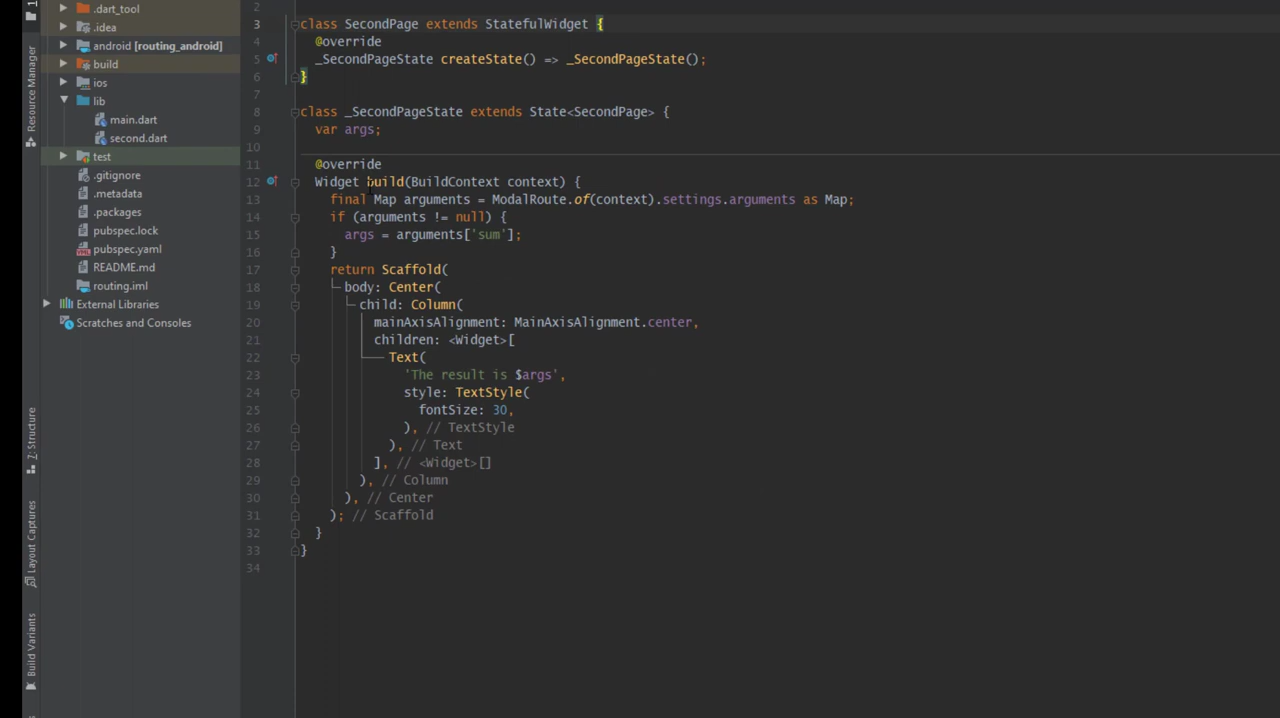 .dart_tool
.idea
android [routing_android]
build
ios
lib
main.dart
second.dart
test
.gitignore
.metadata
.packages
pubspec.lock
pubspec.yaml
README.md
routing.iml
External Libraries
Scratches and Consoles
Resource Manager
Z: Structure
Layout Captures
Build Variants
2
3 class SecondPage extends StatefulWidget {
4 @override
5 _SecondPageState createState() => _SecondPageState();
6 }
7
8 class _SecondPageState extends State<SecondPage> {
9 var args;
10
11 @override
12 Widget build(BuildContext context) {
13 final Map arguments = ModalRoute.of(context).settings.arguments as Map;
14 if (arguments != null) {
15 args = arguments['sum'];
16 }
17 return Scaffold(
18 body: Center(
19 child: Column(
20 mainAxisAlignment: MainAxisAlignment.center,
21 children: <Widget>[
22 Text(
23 'The result is $args',
24 style: TextStyle(
25 fontSize: 30,
26 ), // TextStyle
27 ), // Text
28 ], // <Widget>[]
29 ), // Column
30 ), // Center
31 ); // Scaffold
32 }
33 }
34